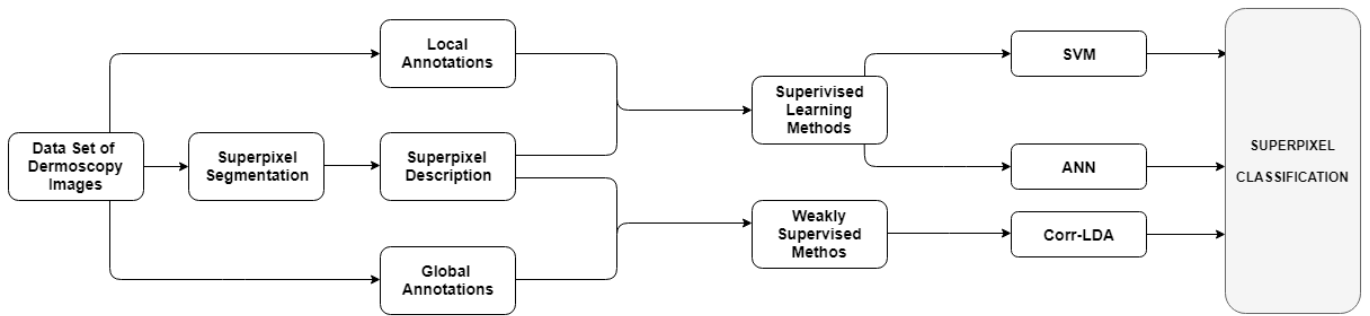 Local
Annotations
Data Set of
Dermoscopy
Images
Superpixel
Segmentation
Superpixel
Description
Global
Annotations
Superivised
Learning
Methods
Weakly
Supervised
Methos
SVM
ANN
Corr-LDA
SUPERPIXEL
CLASSIFICATION